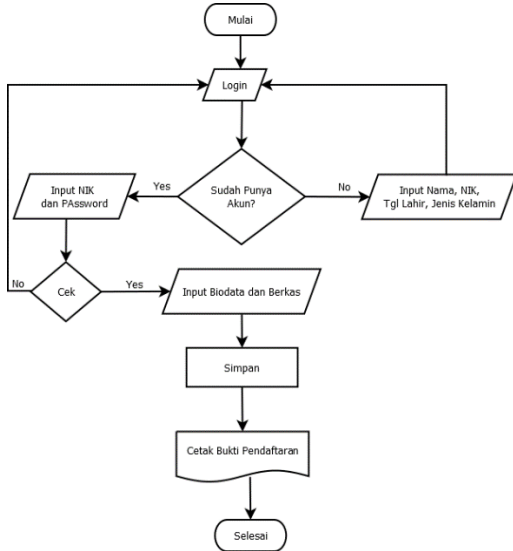 Mulai
Login
Sudah Punya
Akun?
Yes
No
Input NIK
dan PAssword
Input Nama, NIK,
Tgl Lahir, Jenis Kelamin
No
Cek
Yes
Input Biodata dan Berkas
Simpan
Cetak Bukti Pendaftaran
Selesai